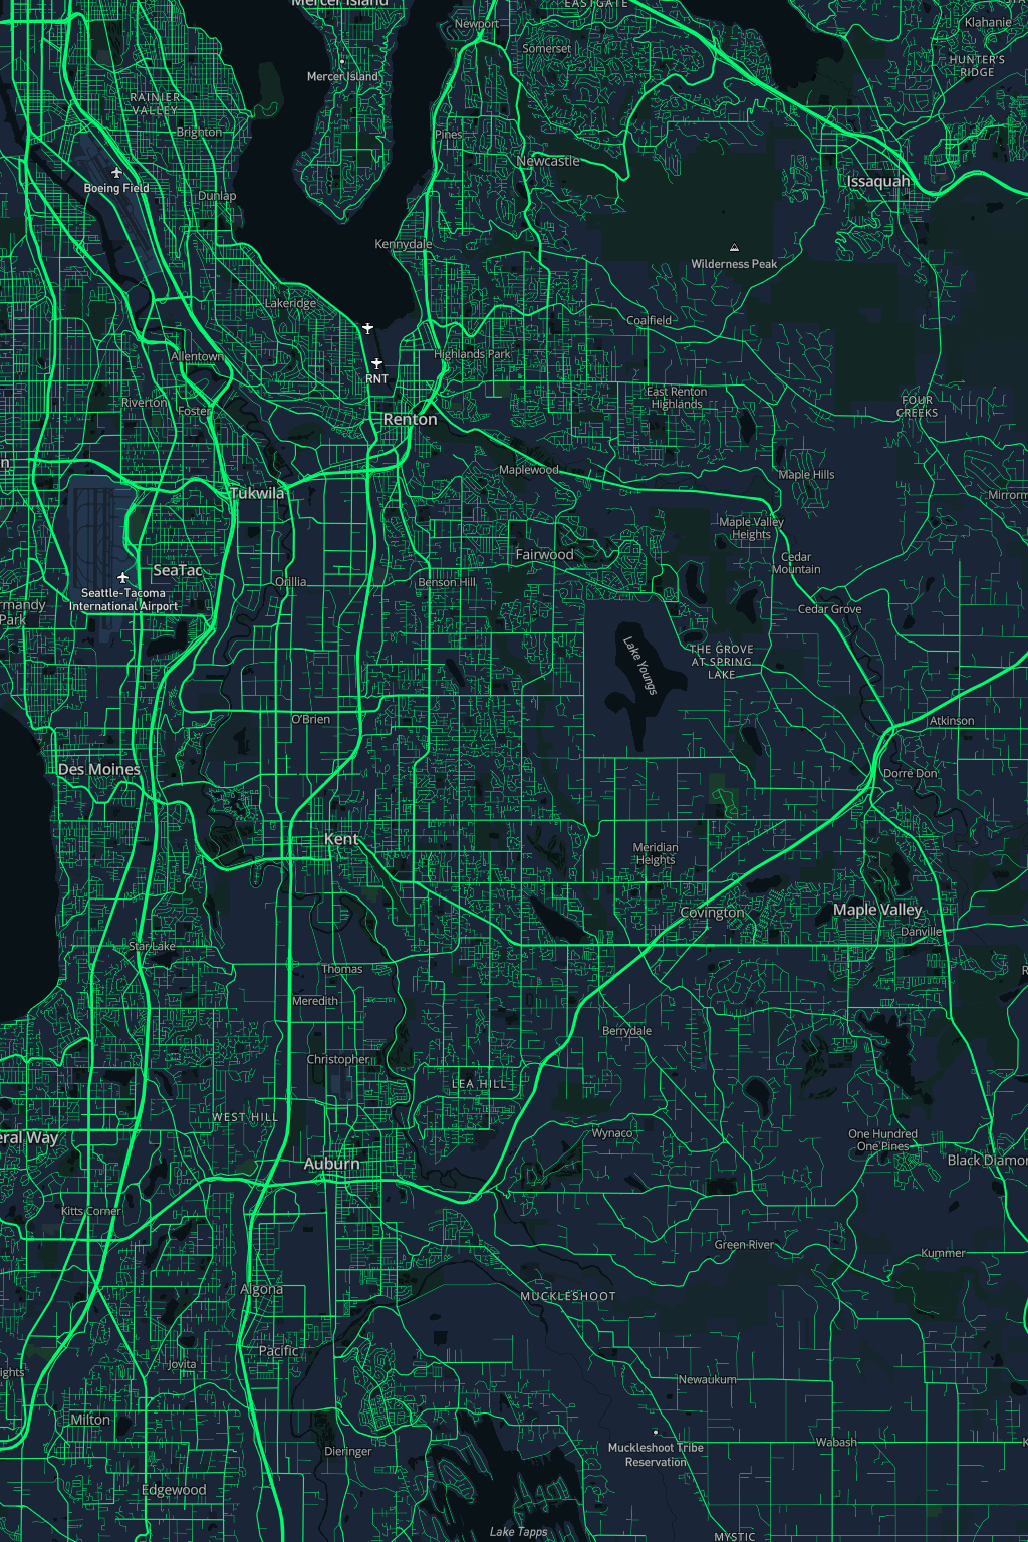 Mercer Island
EASTGATE
Newport
Klahanie
Somerset
HUNTER'S
RIDGE
Mercer Island
RAINIER
VALLEY
Brighton
Pines
Newcastle
Boeing Field
Issaquah
Dunlap
Kennydale
Wilderness Peak
Lakeridge
Coalfield
Allentown
Highlands Park
RNT
East Renton
Highlands
Riverton
Foster
FOUR
CREEKS
Renton
n
Maplewood
Maple Hills
Tukwila
Mirrorm
Maple Valley
Heights
Fairwood
Cedar
Mountain
SeaTac
Orillia
Benson Hill
Seattle-Tacoma
International Airport
rmandy
Park
Cedar Grove
Lake Youngs
THE GROVE
AT SPRING
LAKE
O'Brien
Atkinson
Des Moines
Dorre Don
Kent
Meridian
Heights
Covington
Maple Valley
Danville
Star Lake
Thomas
R
Meredith
Berrydale
Christopher
LEA HILL
WEST HILL
eral Way
Wynaco
One Hundred
One Pines
Auburn
Black Diamon
Kitts Corner
Green River
Kummer
Algona
MUCKLESHOOT
Pacific
Jovita
ights
Newaukum
Milton
Muckleshoot Tribe
Reservation
Wabash
K
Dieringer
Edgewood
Lake Tapps
MYSTIC